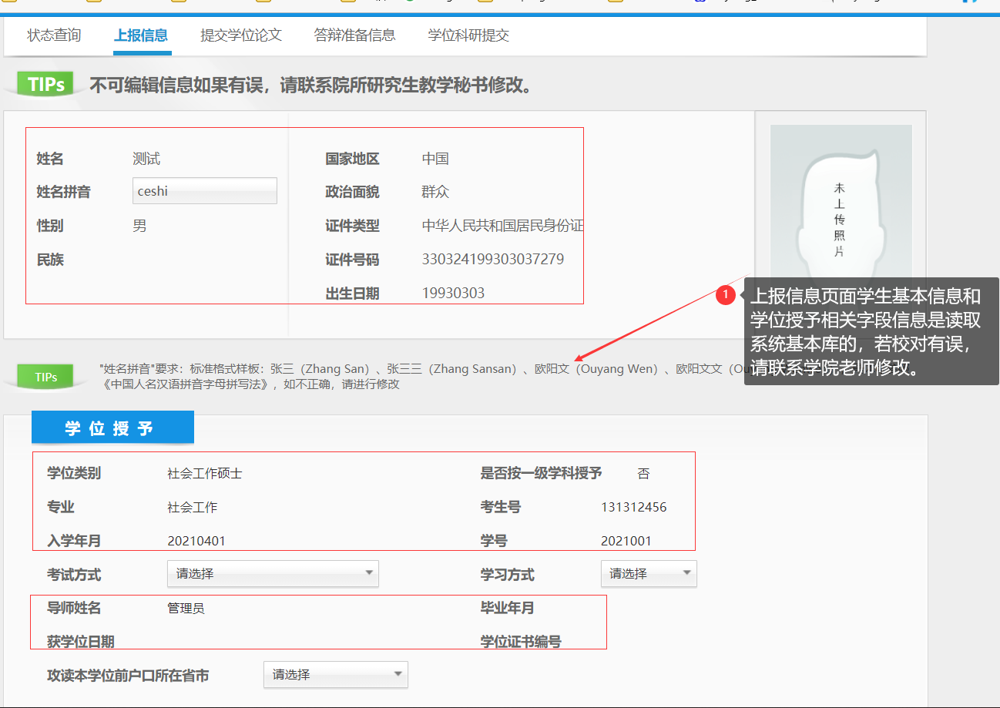 状态查询 上报信息 提交学位论文 答辩准备信息 学位科研提交
TIPs 不可编辑信息如果有误，请联系院所研究生教学秘书修改。
姓名 测试 国家地区 中国
姓名拼音 ceshi 政治面貌 群众
性别 男 证件类型 中华人民共和国居民身份证
民族 证件号码 330324199303037279
出生日期 19930303
未上传照片
1 上报信息页面学生基本信息和
学位授予相关字段信息是读取
系统基本库的，若校对有误，
请联系学院老师修改。
TIPs "姓名拼音"要求：标准格式样板：张三（Zhang San）、张三三（Zhang Sansan）、欧阳文（Ouyang Wen）、欧阳文文（Ou
《中国人名汉语拼音字母拼写法》，如不正确，请进行修改
学位授予
学位类别 社会工作硕士 是否按一级学科授予 否
专业 社会工作 考生号 131312456
入学年月 20210401 学号 2021001
考试方式 请选择 学习方式 请选择
导师姓名 管理员 毕业年月
获学位日期 学位证书编号
攻读本学位前户口所在省市 请选择